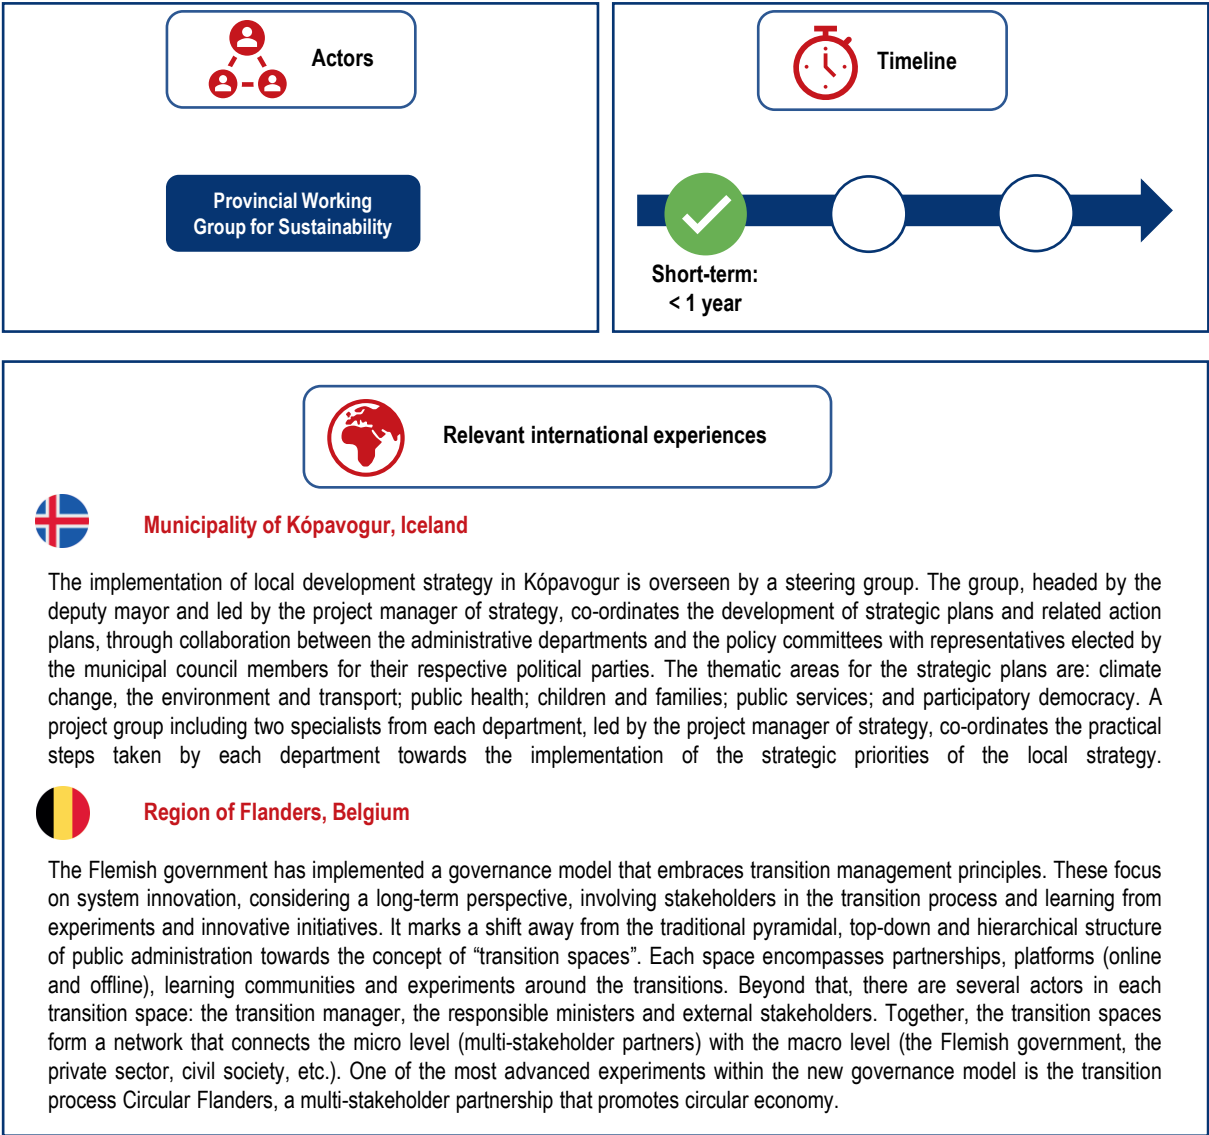 Actors
Provincial Working
Group for Sustainability
Timeline
Short-term:
< 1 year
Relevant international experiences
Municipality of Kópavogur, Iceland
The implementation of local development strategy in Kópavogur is overseen by a steering group. The group, headed by the
deputy mayor and led by the project manager of strategy, co-ordinates the development of strategic plans and related action
plans, through collaboration between the administrative departments and the policy committees with representatives elected by
the municipal council members for their respective political parties. The thematic areas for the strategic plans are: climate
change, the environment and transport; public health; children and families; public services; and participatory democracy. A
project group including two specialists from each department, led by the project manager of strategy, co-ordinates the practical
steps taken by each department towards the implementation of the strategic priorities of the local strategy.
Region of Flanders, Belgium
The Flemish government has implemented a governance model that embraces transition management principles. These focus
on system innovation, considering a long-term perspective, involving stakeholders in the transition process and learning from
experiments and innovative initiatives. It marks a shift away from the traditional pyramidal, top-down and hierarchical structure
of public administration towards the concept of “transition spaces”. Each space encompasses partnerships, platforms (online
and offline), learning communities and experiments around the transitions. Beyond that, there are several actors in each
transition space: the transition manager, the responsible ministers and external stakeholders. Together, the transition spaces
form a network that connects the micro level (multi-stakeholder partners) with the macro level (the Flemish government, the
private sector, civil society, etc.). One of the most advanced experiments within the new governance model is the transition
process Circular Flanders, a multi-stakeholder partnership that promotes circular economy.